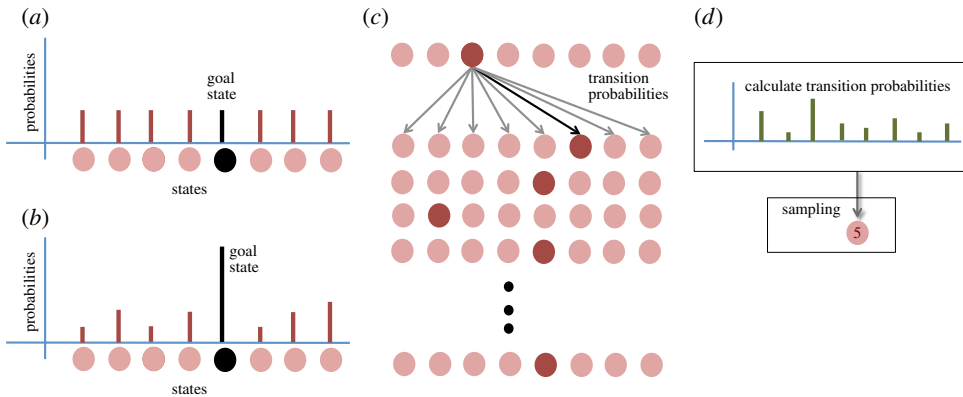 (a)
probabilities
goal
state
states
(b)
probabilities
goal
state
states
(c)
transition
probabilities
(d)
calculate transition probabilities
sampling
5